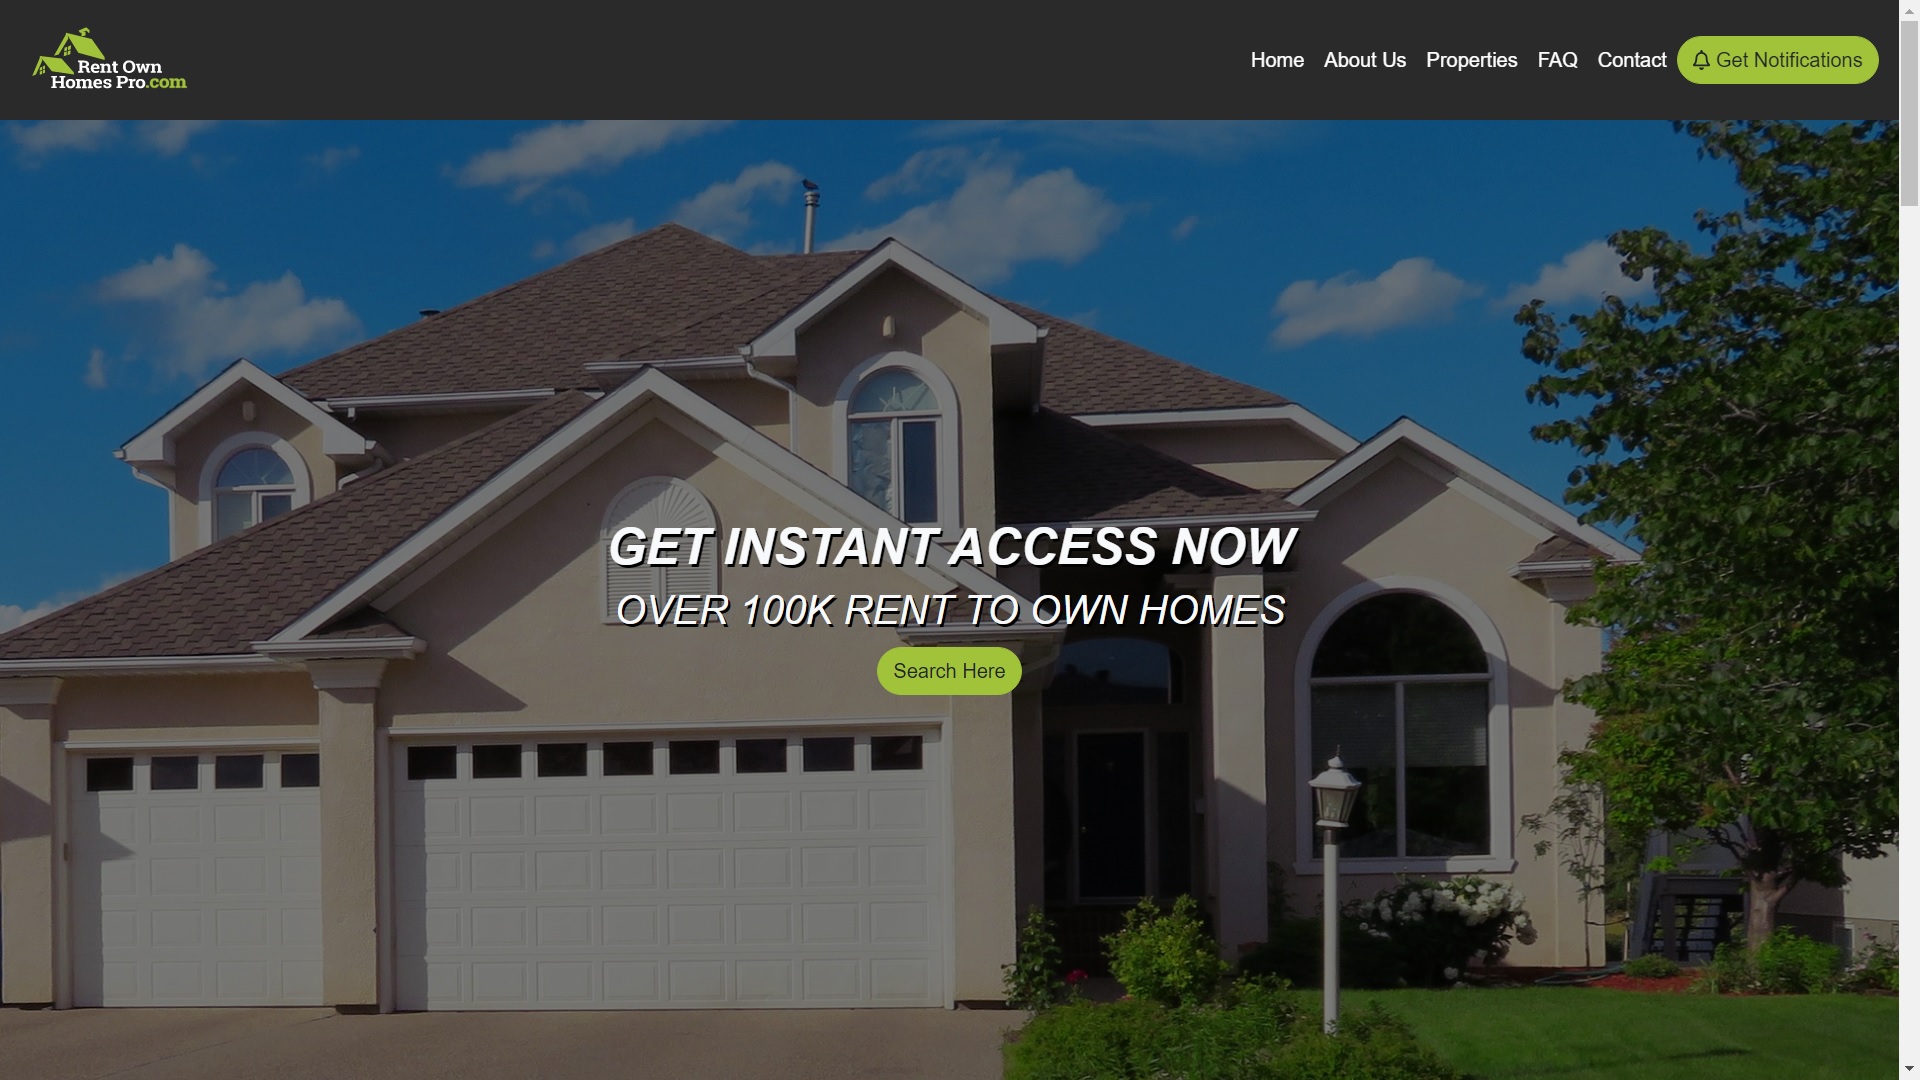 Rent Own
Homes Pro.com
Home
About Us
Properties
FAQ
Contact
Get Notifications
GET INSTANT ACCESS NOW
OVER 100K RENT TO OWN HOMES
Search Here